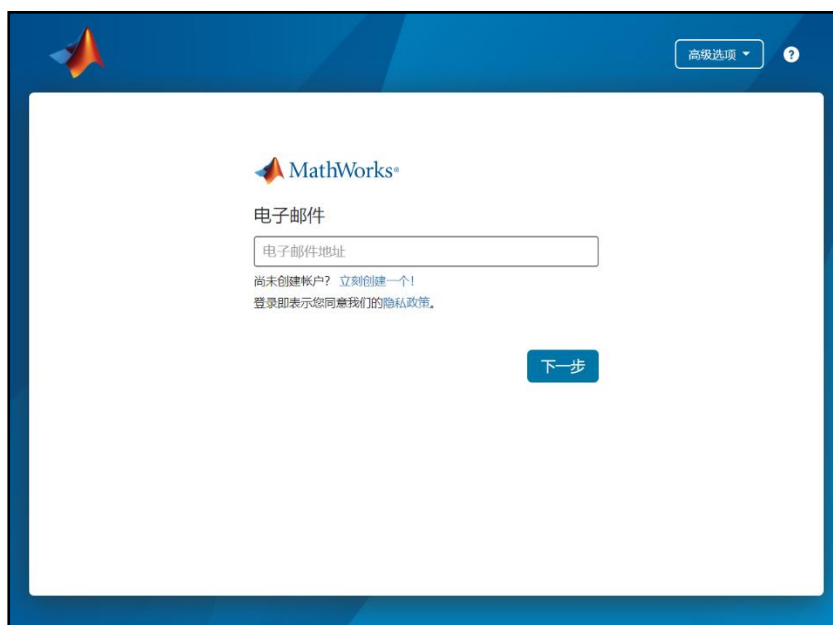 高级选项
?
MathWorks®
电子邮件
电子邮件地址
尚未创建帐户? 立刻创建一个!
登录即表示您同意我们的隐私政策。
下一步